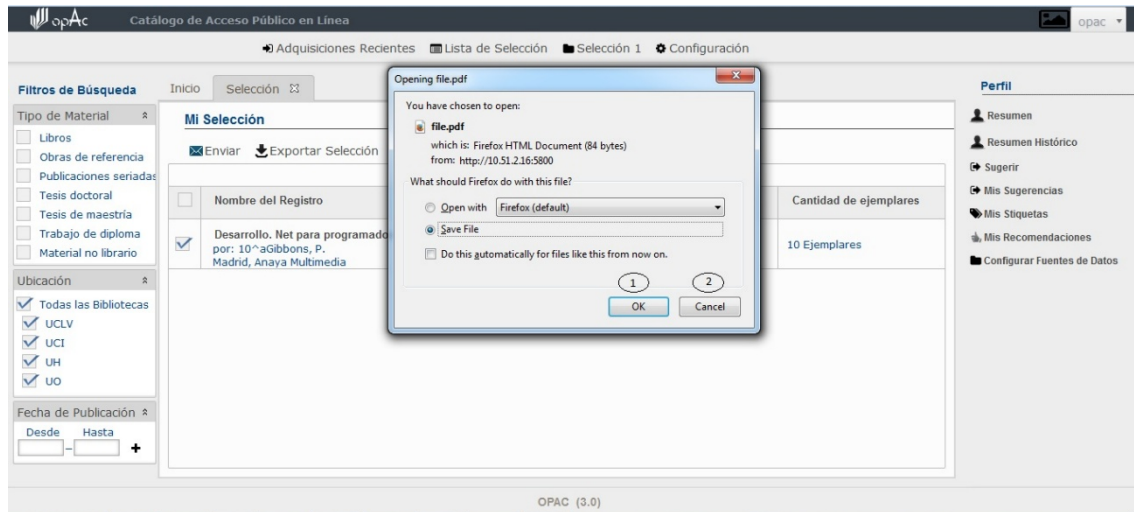 opAc
Catálogo de Acceso Público en Línea
opac
Adquisiciones Recientes Lista de Selección Selección 1 Configuración
Filtros de Búsqueda
Tipo de Material
Libros
Obras de referencia
Publicaciones seriadas
Tesis doctoral
Tesis de maestría
Trabajo de diploma
Material no librario
Ubicación
Todas las Bibliotecas
UCLV
UCI
UH
UO
Fecha de Publicación
Desde Hasta
– +
Inicio Selección
Mi Selección
Enviar Exportar Selección
Nombre del Registro Cantidad de ejemplares
Desarrollo. Net para programado
por: 10^aGibbons, P.
Madrid, Anaya Multimedia
10 Ejemplares
Opening file.pdf
You have chosen to open:
file.pdf
which is: Firefox HTML Document (84 bytes)
from: http://10.51.2.16:5800
What should Firefox do with this file?
Open with Firefox (default)
Save File
Do this automatically for files like this from now on.
1 2
OK Cancel
Perfil
Resumen
Resumen Histórico
Sugerir
Mis Sugerencias
Mis Stiquetas
Mis Recomendaciones
Configurar Fuentes de Datos
OPAC (3.0)